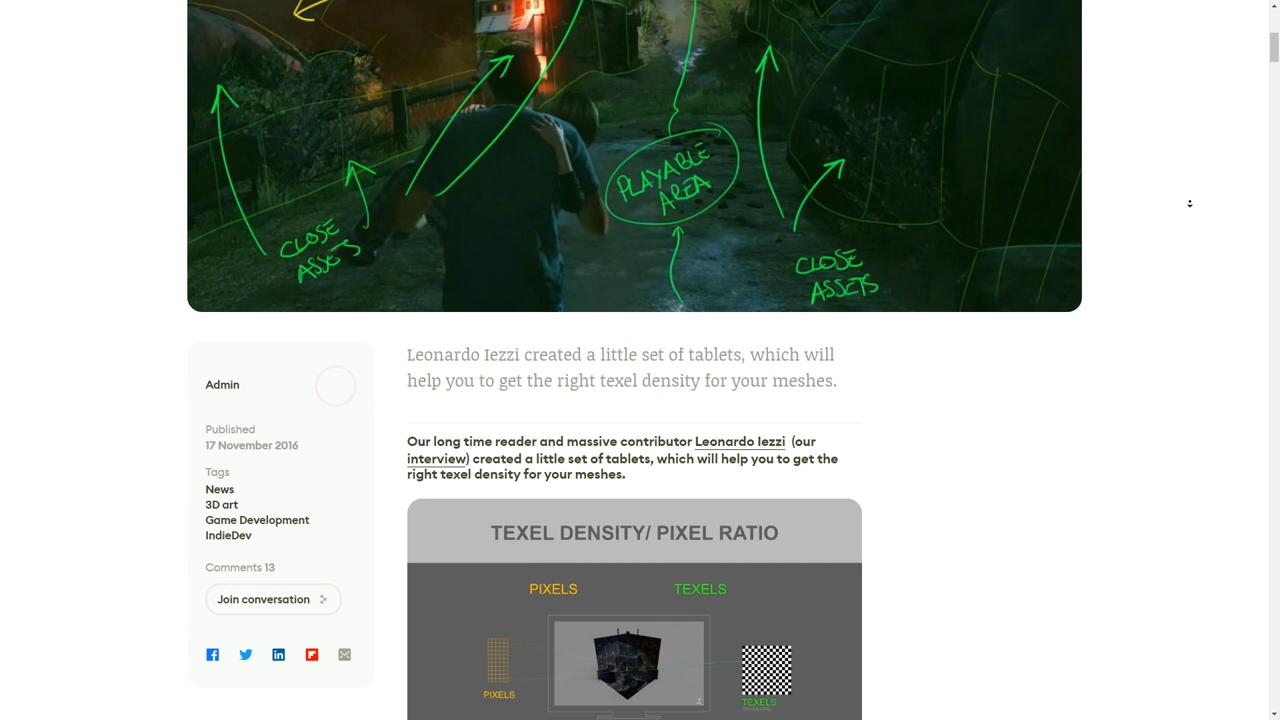 PLAYABLE
AREA
CLOSE
ASSETS
CLOSE
ASSETS
Leonardo Iezzi created a little set of tablets, which will
help you to get the right texel density for your meshes.
Admin
Published
17 November 2016
Tags
News
3D art
Game Development
IndieDev
Comments 13
Join conversation
Our long time reader and massive contributor Leonardo Iezzi (our
interview) created a little set of tablets, which will help you to get the
right texel density for your meshes.
TEXEL DENSITY/ PIXEL RATIO
PIXELS
TEXELS
PIXELS
TEXELS